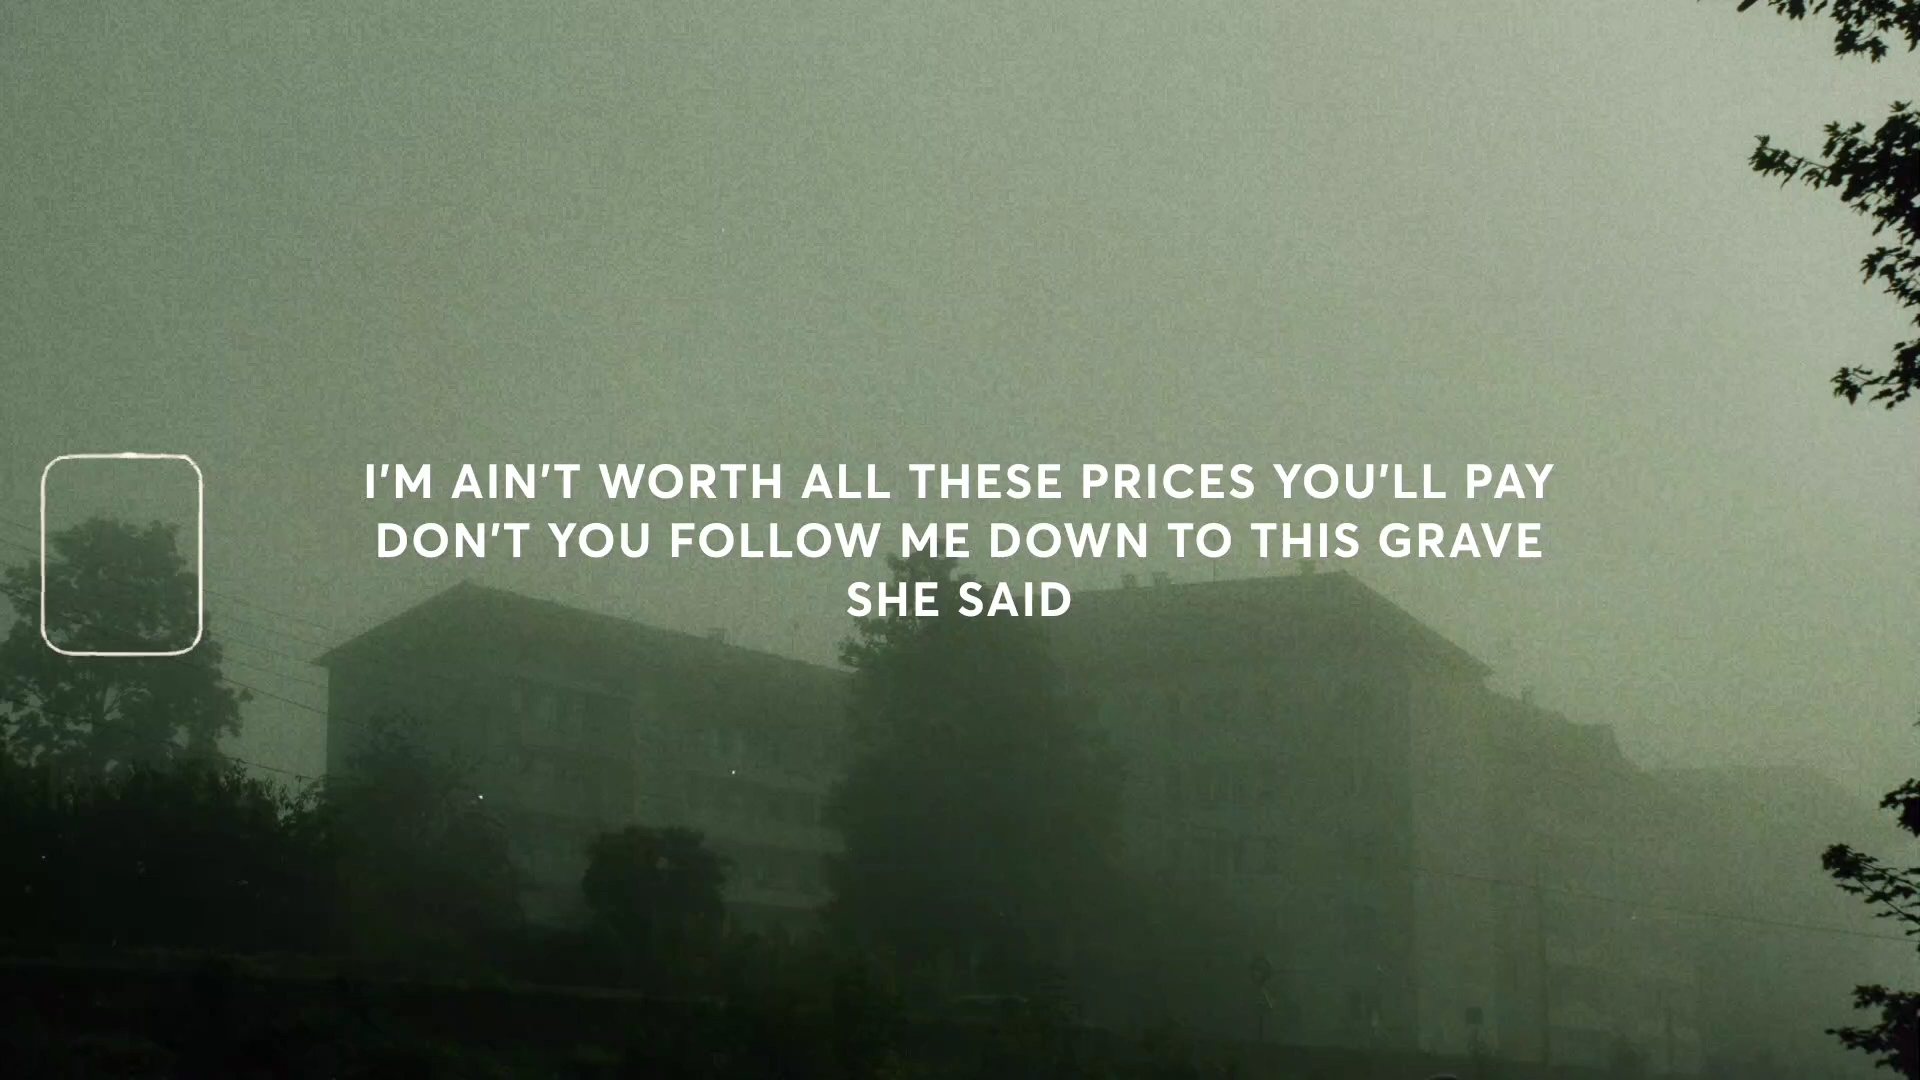 I'M AIN'T WORTH ALL THESE PRICES YOU'LL PAY
DON'T YOU FOLLOW ME DOWN TO THIS GRAVE
SHE SAID